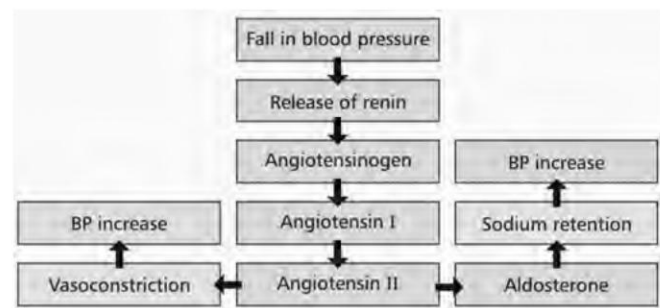 Fall in blood pressure
Release of renin
Angiotensinogen
BP increase
BP increase
Angiotensin I
Sodium retention
Vasoconstriction
Angiotensin II
Aldosterone